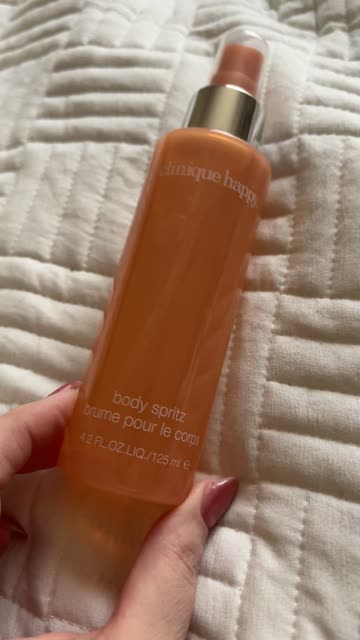 clinique happy.
body spritz
brume pour le corps
4.2 FL.OZ.LIQ./125 ml e